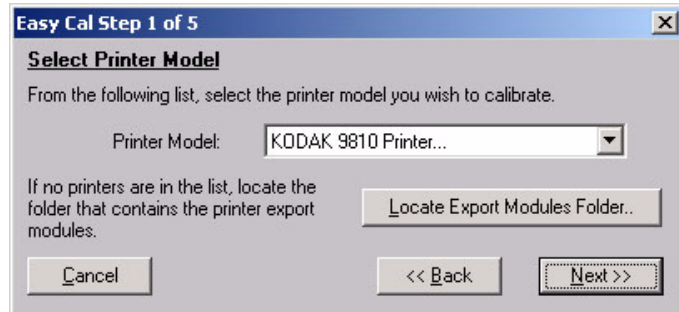 Easy Cal Step 1 of 5
Select Printer Model
From the following list, select the printer model you wish to calibrate.
Printer Model: KODAK 9810 Printer...
If no printers are in the list, locate the
folder that contains the printer export
modules.
Locate Export Modules Folder..
Cancel << Back Next >>